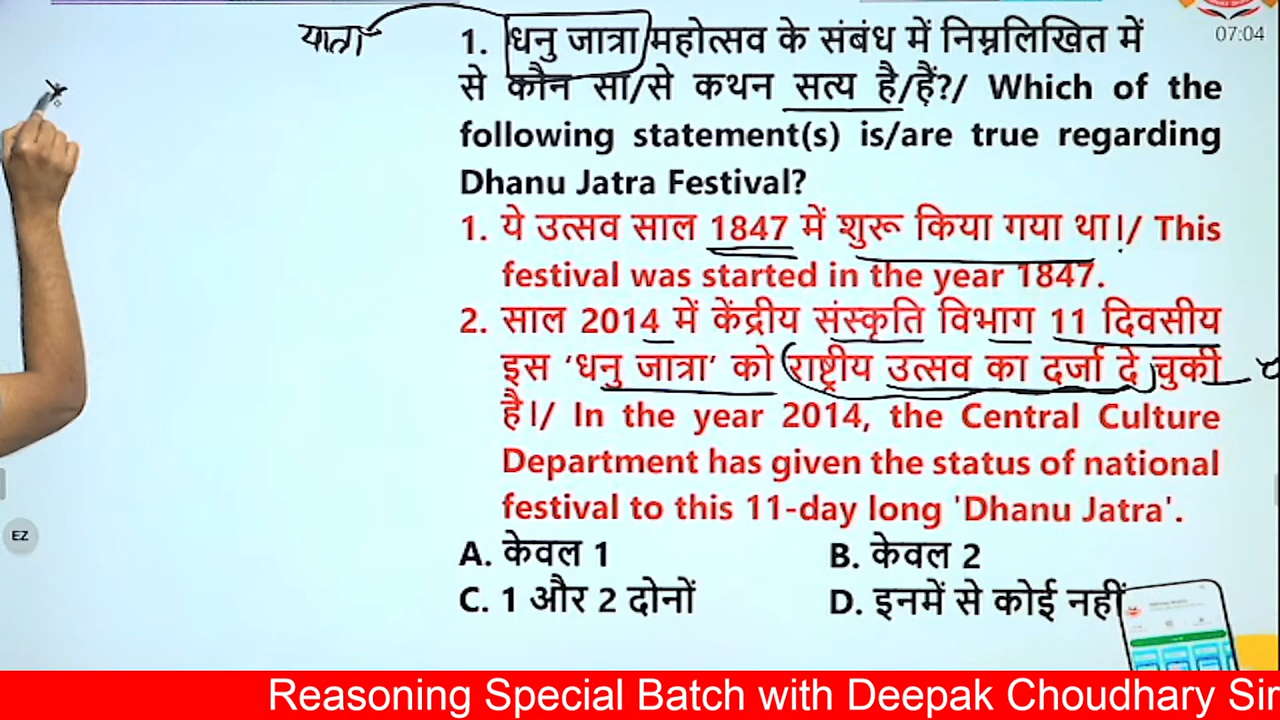 यात्रा
07:04
1. धनु जात्रा महोत्सव के संबंध में निम्नलिखित में
से कौन सा/से कथन सत्य है/हैं?/ Which of the
following statement(s) is/are true regarding
Dhanu Jatra Festival?
1. ये उत्सव साल 1847 में शुरू किया गया था।/ This
festival was started in the year 1847.
2. साल 2014 में केंद्रीय संस्कृति विभाग 11 दिवसीय
इस ‘धनु जात्रा’ को राष्ट्रीय उत्सव का दर्जा दे चुकी
है।/ In the year 2014, the Central Culture
Department has given the status of national
festival to this 11-day long 'Dhanu Jatra'.
A. केवल 1 B. केवल 2
C. 1 और 2 दोनों D. इनमें से कोई नहीं
EZ
Reasoning Special Batch with Deepak Choudhary Sir